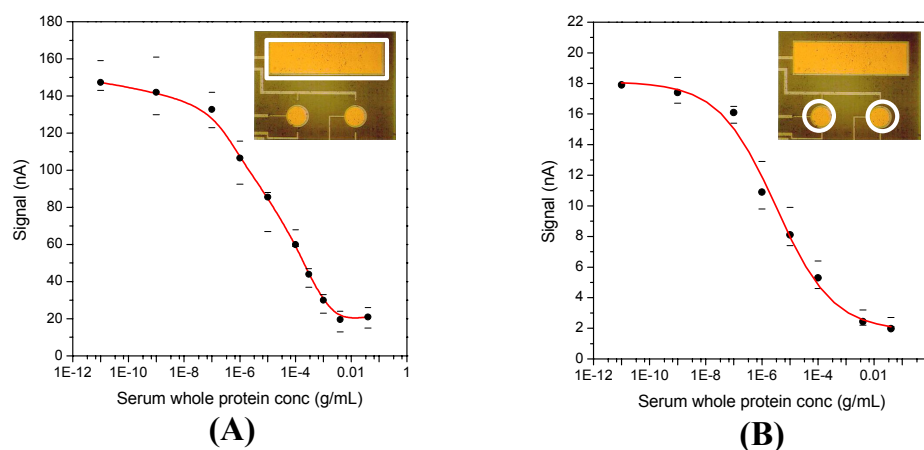 180
160
140
120
100
80
60
40
20
0
Signal (nA)
1E-12 1E-10 1E-8 1E-6 1E-4 0.01 1
Serum whole protein conc (g/mL)
(A)
22
20
18
16
14
12
10
8
6
4
2
0
Signal (nA)
1E-12 1E-10 1E-8 1E-6 1E-4 0.01
Serum whole protein conc (g/mL)
(B)